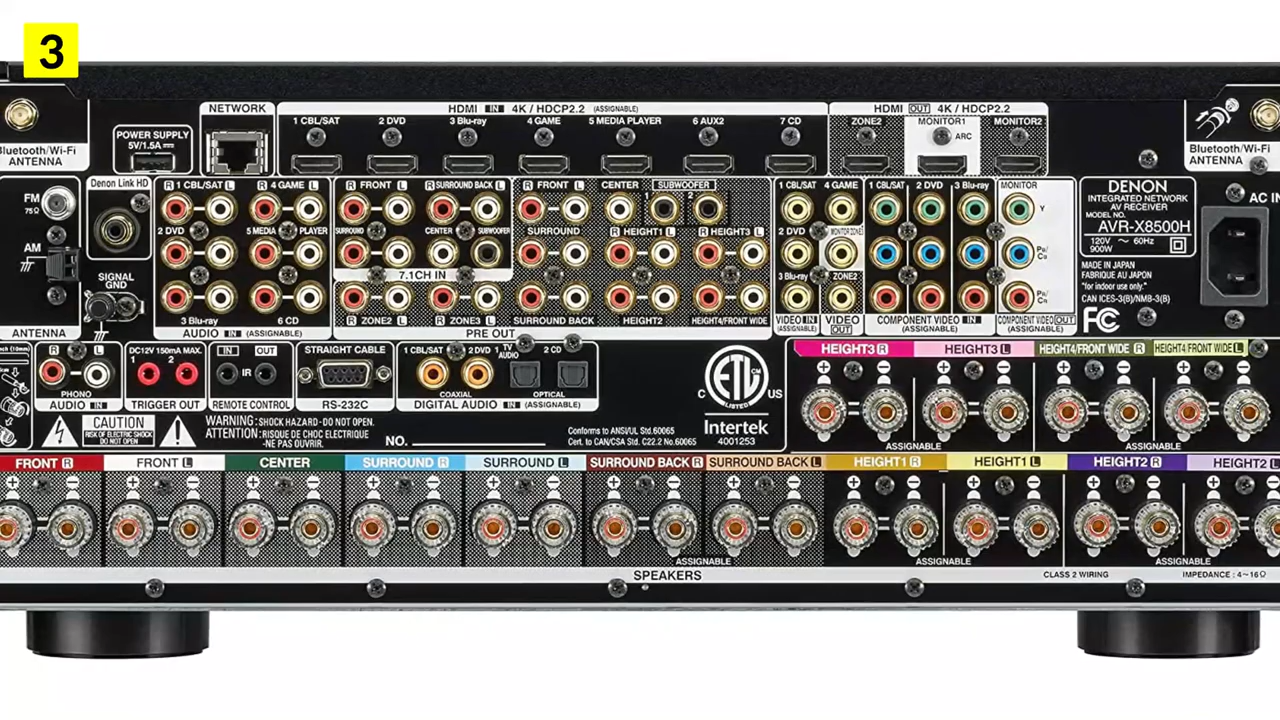 3
NETWORK
HDMI IN 4K / HDCP2.2 (ASSIGNABLE)
HDMI OUT 4K / HDCP2.2
1 CBL/SAT 2 DVD 3 Blu-ray 4 GAME 5 MEDIA PLAYER 6 AUX2 7 CD
ZONE2 MONITOR1 MONITOR2
ARC
POWER SUPPLY
5V/1.5A
Bluetooth/Wi-Fi
ANTENNA
Bluetooth/Wi-Fi
ANTENNA
FM
75Ω
AM
ANTENNA
Denon Link HD
SIGNAL
GND
R 1 CBL/SAT L R 4 GAME L
2 DVD 5 MEDIA PLAYER
3 Blu-ray 6 CD
AUDIO IN (ASSIGNABLE)
R FRONT L R SURROUND BACK L
SURROUND CENTER SUBWOOFER
7.1CH IN
R ZONE2 L R ZONE3 L
R FRONT L CENTER SUBWOOFER
1 2
SURROUND R HEIGHT1 L R HEIGHT3 L
SURROUND BACK HEIGHT2 HEIGHT4/FRONT WIDE
PRE OUT
1 CBL/SAT 4 GAME
2 DVD MONITOR ZONE3
3 Blu-ray ZONE2
VIDEO IN
(ASSIGNABLE)
VIDEO
OUT
1 CBL/SAT 2 DVD 3 Blu-ray
COMPONENT VIDEO IN
(ASSIGNABLE)
MONITOR
Y
PB/
CB
PR/
CR
COMPONENT VIDEO OUT
(ASSIGNABLE)
DENON
INTEGRATED NETWORK
AV RECEIVER
MODEL NO.
AVR-X8500H
120V ～ 60Hz
900W
MADE IN JAPAN
FABRIQUE AU JAPON
"for indoor use only."
CAN ICES-3(B)/NMB-3(B)
FC
AC IN
R L
PHONO
AUDIO IN
DC12V 150mA MAX.
1 2
TRIGGER OUT
IN OUT
IR
REMOTE CONTROL
STRAIGHT CABLE
RS-232C
1 CBL/SAT 2 DVD 1 TV AUDIO 2 CD
COAXIAL OPTICAL
DIGITAL AUDIO IN (ASSIGNABLE)
ETL CM
LISTED
C US
Intertek
4001253
CAUTION
RISK OF ELECTRIC SHOCK
DO NOT OPEN
WARNING : SHOCK HAZARD - DO NOT OPEN.
ATTENTION : RISQUE DE CHOC ELECTRIQUE
-NE PAS OUVRIR.
NO.
Conforms to ANSI/UL Std.60065
Cert. to CAN/CSA Std. C22.2 No.60065
HEIGHT3 R HEIGHT3 L HEIGHT4/FRONT WIDE R HEIGHT4/FRONT WIDE L
ASSIGNABLE ASSIGNABLE
FRONT R FRONT L CENTER SURROUND R SURROUND L SURROUND BACK R SURROUND BACK L HEIGHT1 R HEIGHT1 L HEIGHT2 R HEIGHT2 L
ASSIGNABLE ASSIGNABLE ASSIGNABLE
SPEAKERS
CLASS 2 WIRING
IMPEDANCE : 4～16Ω